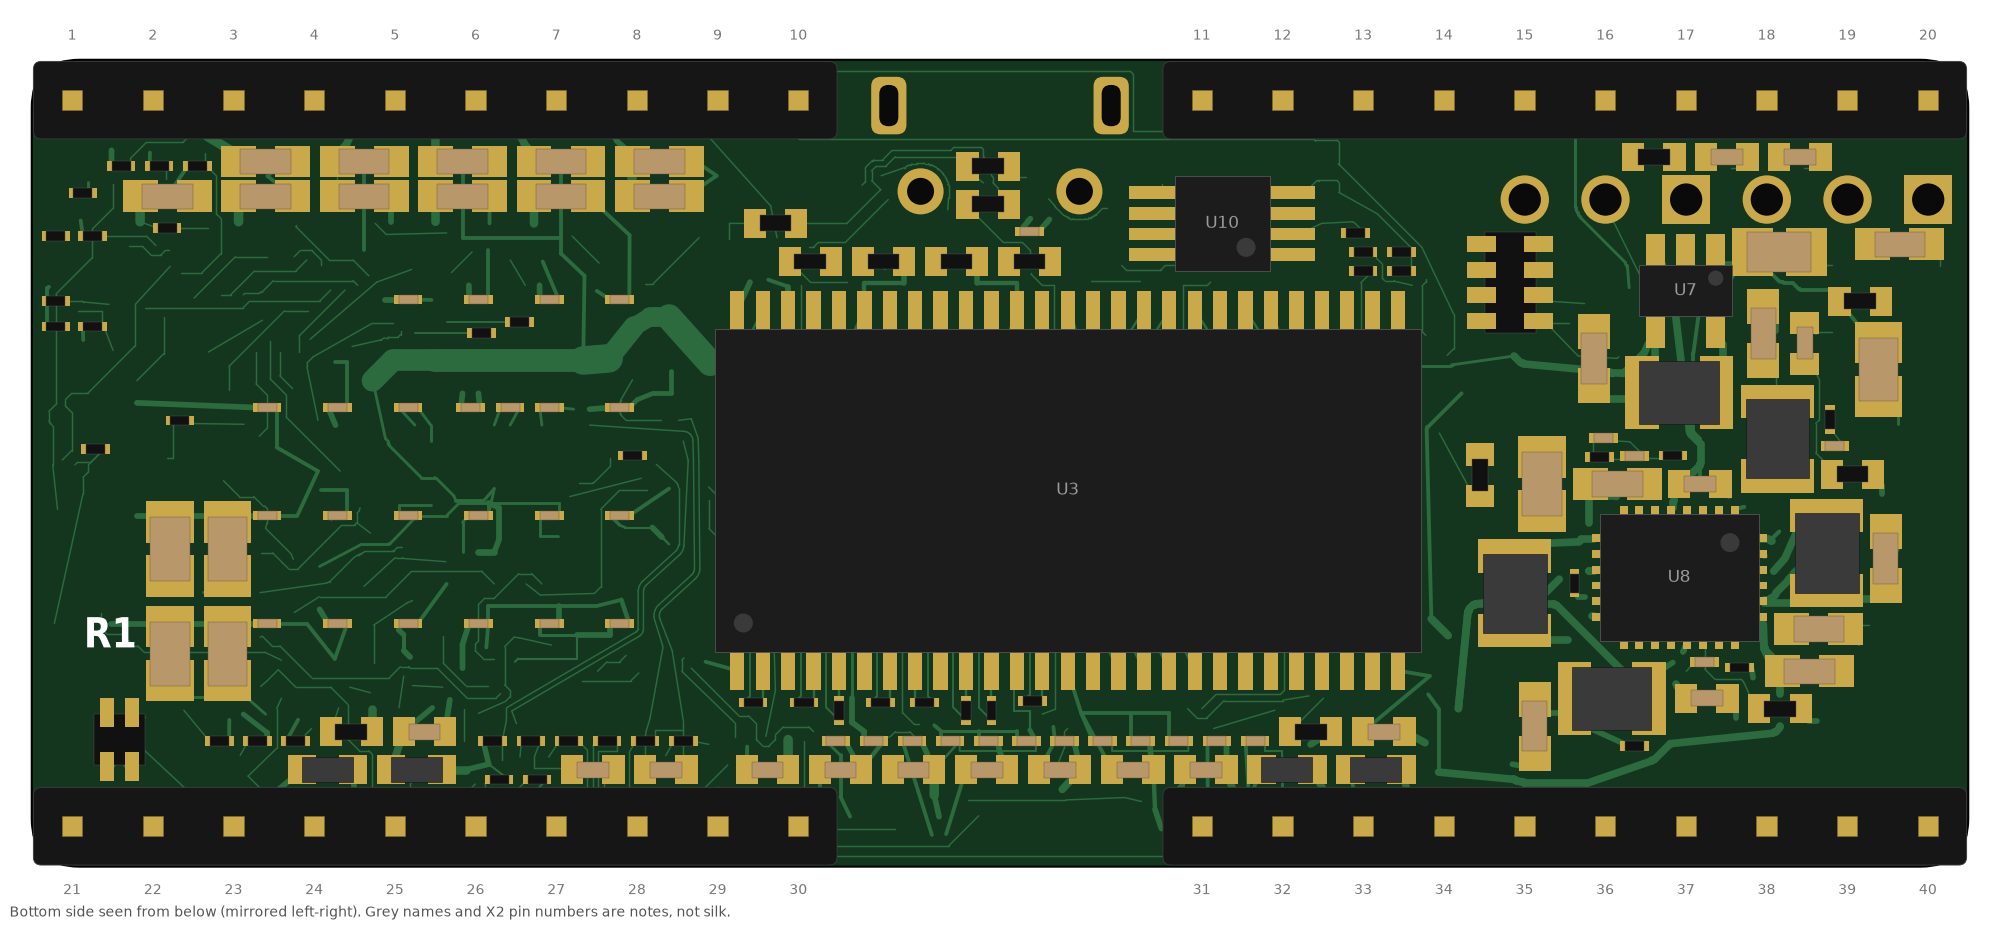 1 2 3 4 5 6 7 8 9 10 11 12 13 14 15 16 17 18 19 20
U10
U7
U3
U8
R1
21 22 23 24 25 26 27 28 29 30 31 32 33 34 35 36 37 38 39 40
Bottom side seen from below (mirrored left-right). Grey names and X2 pin numbers are notes, not silk.